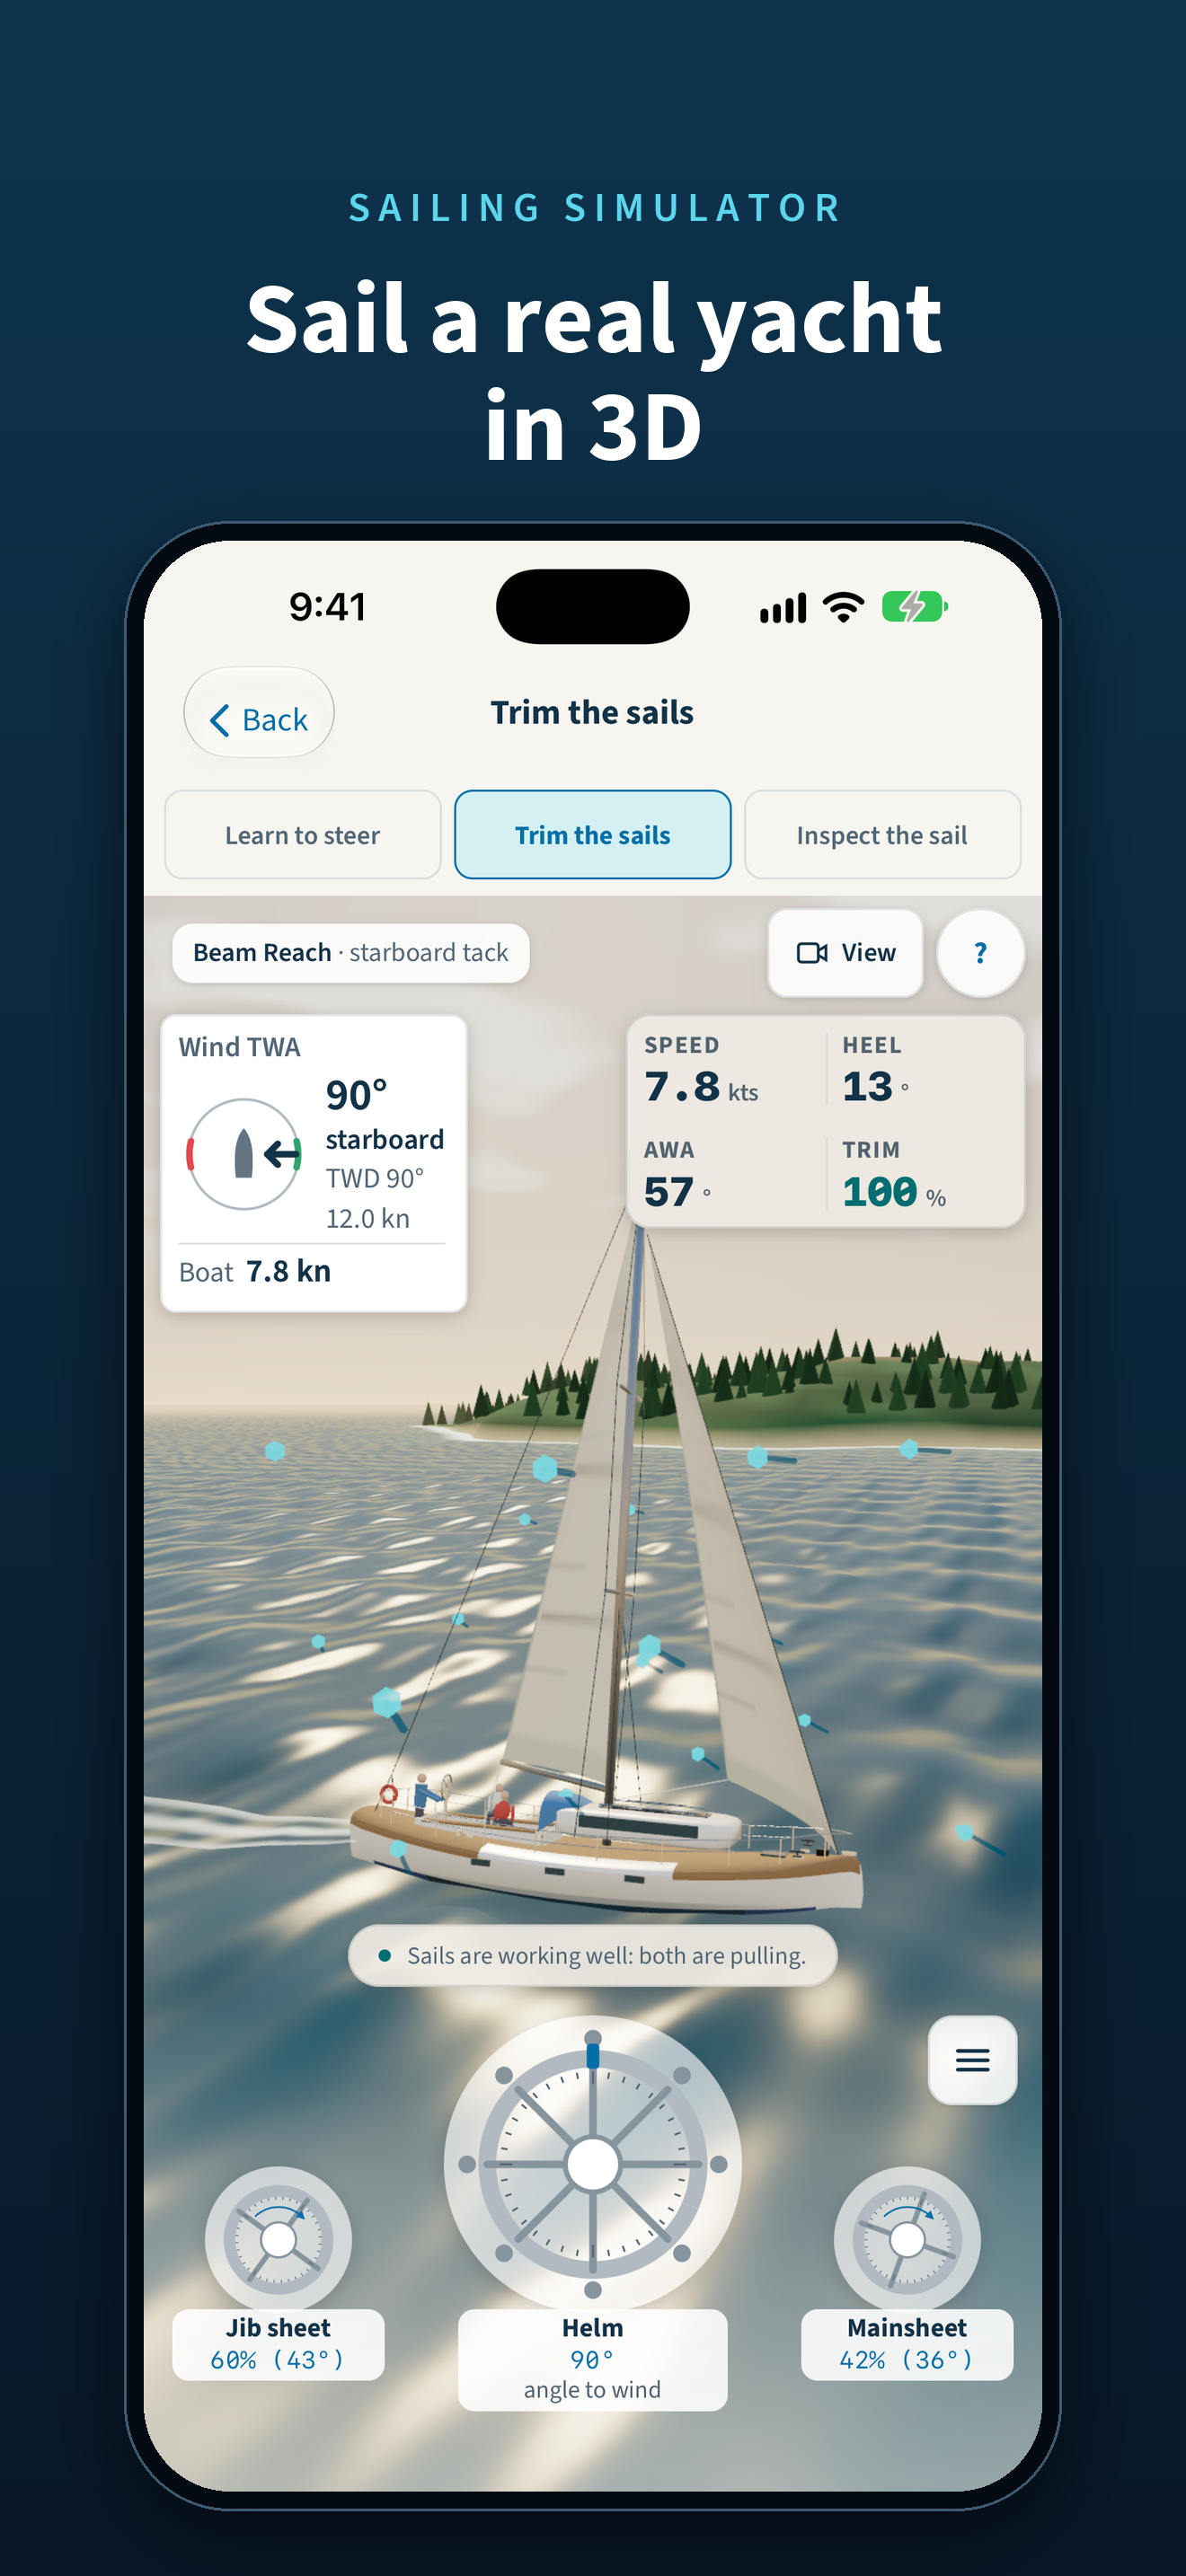 SAILING SIMULATOR
Sail a real yacht
in 3D
9:41
Back
Trim the sails
Learn to steer
Trim the sails
Inspect the sail
Beam Reach · starboard tack
View
?
Wind TWA
90°
starboard
TWD 90°
12.0 kn
Boat 7.8 kn
SPEED
7.8 kts
HEEL
13 °
AWA
57 °
TRIM
100 %
Sails are working well: both are pulling.
Jib sheet
60% (43°)
Helm
90°
angle to wind
Mainsheet
42% (36°)